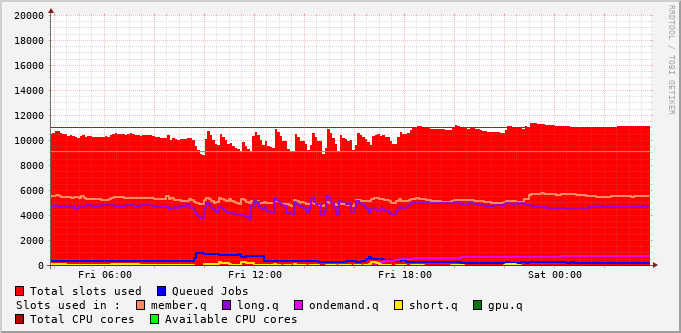 20000
18000
16000
14000
12000
10000
8000
6000
4000
2000
0
Fri 06:00 Fri 12:00 Fri 18:00 Sat 00:00
RRDTOOL / TOBI OETIKER
Total slots used Queued Jobs
Slots used in : member.q long.q ondemand.q short.q gpu.q
Total CPU cores Available CPU cores